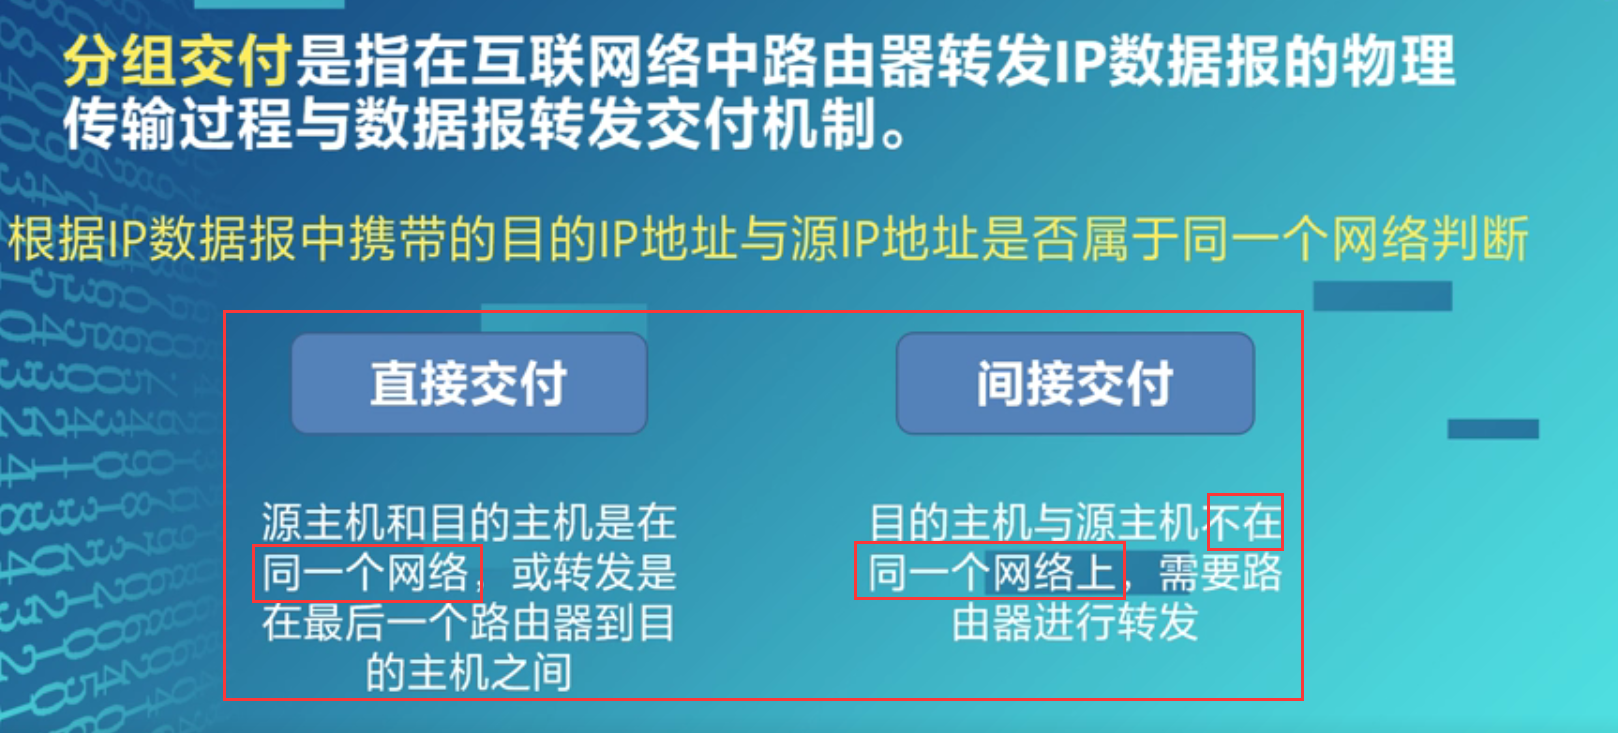 分组交付是指在互联网络中路由器转发IP数据报的物理
传输过程与数据报转发交付机制。
根据IP数据报中携带的目的IP地址与源IP地址是否属于同一个网络判断
直接交付
源主机和目的主机是在
同一个网络，或转发是
在最后一个路由器到目
的主机之间
间接交付
目的主机与源主机不在
同一个网络上，需要路
由器进行转发